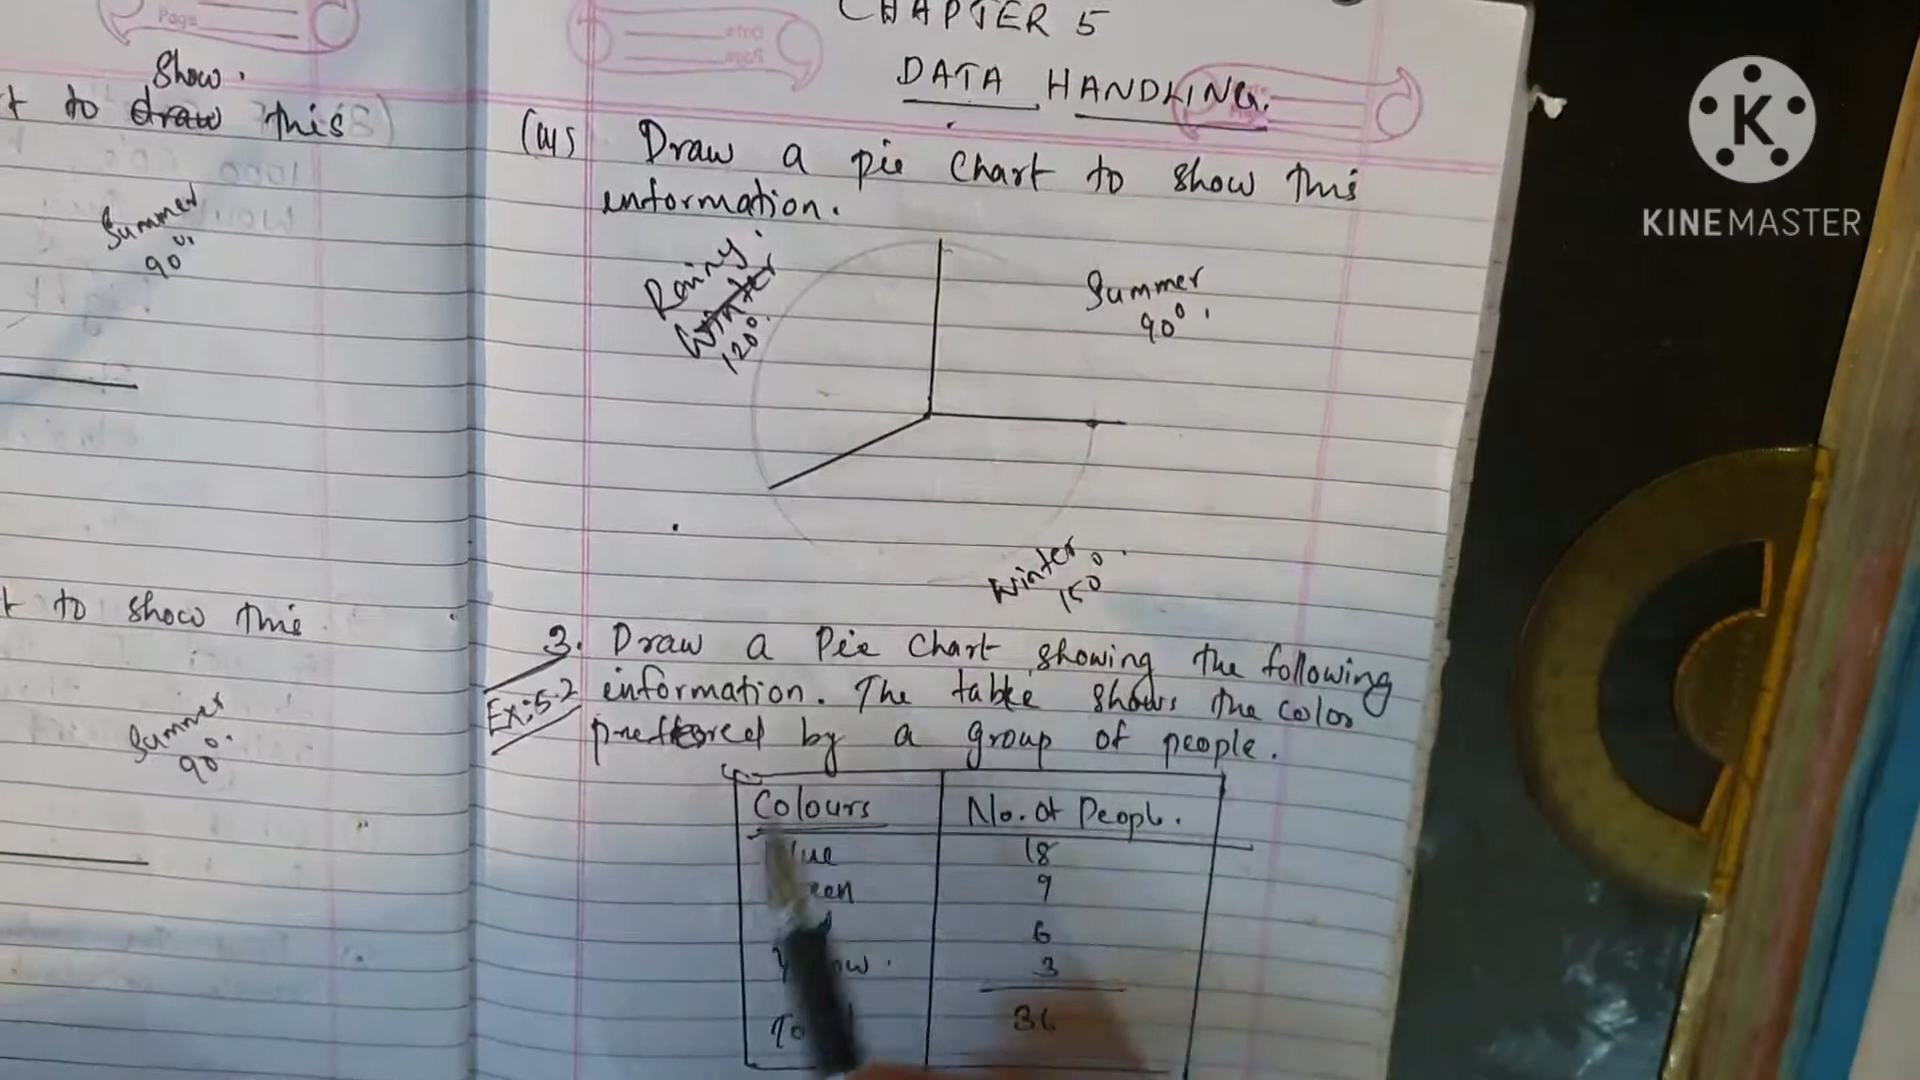 Page
Show.
t to draw this
Summer
90°
t to show this
Summer
90°
CHAPTER 5
DATA HANDLING.
Draw a pie chart to show this
information.
Rainy.
Winter
120°
Summer
90°
Winter
150°
3. Draw a Pie Chart showing the following
Ex:5.2 information. The table shows the color
by a group of people.
Colours No. of People.
18
9
6
3
36
K
KINEMASTER